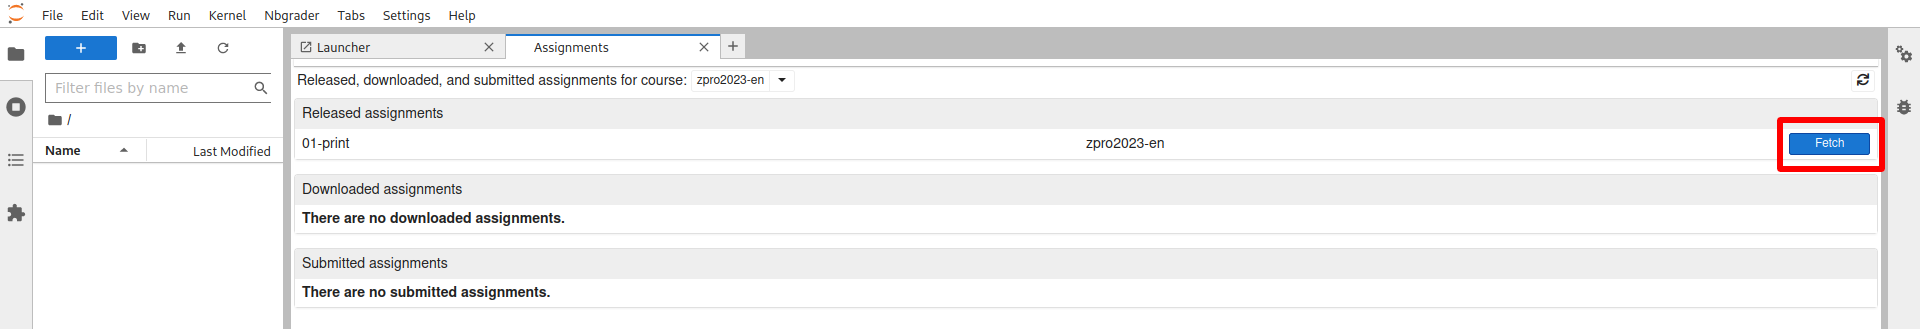 File Edit View Run Kernel Nbgrader Tabs Settings Help
Launcher Assignments
Filter files by name
/
Name Last Modified
Released, downloaded, and submitted assignments for course: zpro2023-en
Released assignments
01-print zpro2023-en Fetch
Downloaded assignments
There are no downloaded assignments.
Submitted assignments
There are no submitted assignments.